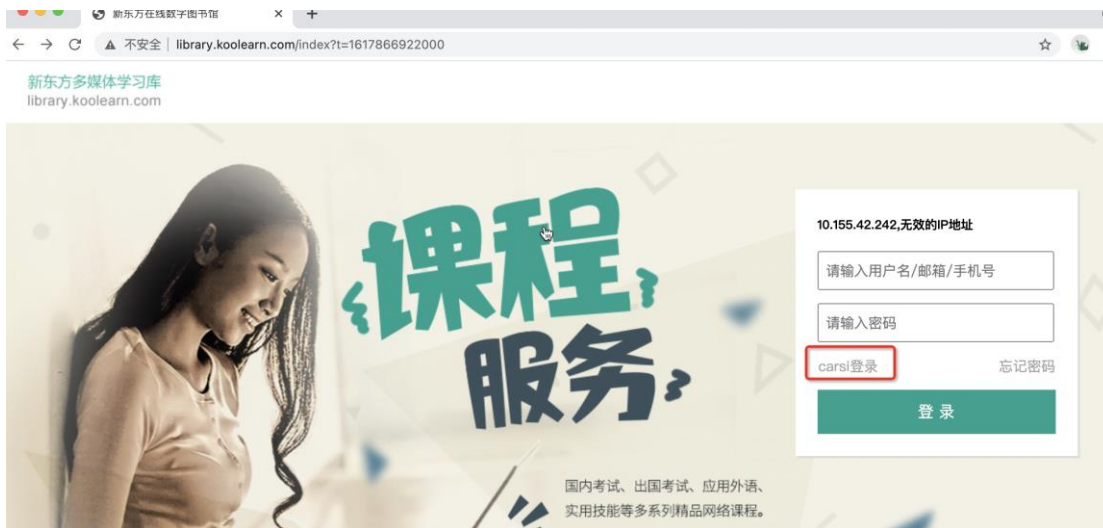 新东方在线数字图书馆
不安全 | library.koolearn.com/index?t=1617866922000
新东方多媒体学习库
library.koolearn.com
课程
服务
国内考试、出国考试、应用外语、
实用技能等多系列精品网络课程。
10.155.42.242,无效的IP地址
请输入用户名/邮箱/手机号
请输入密码
carsi登录 忘记密码
登 录